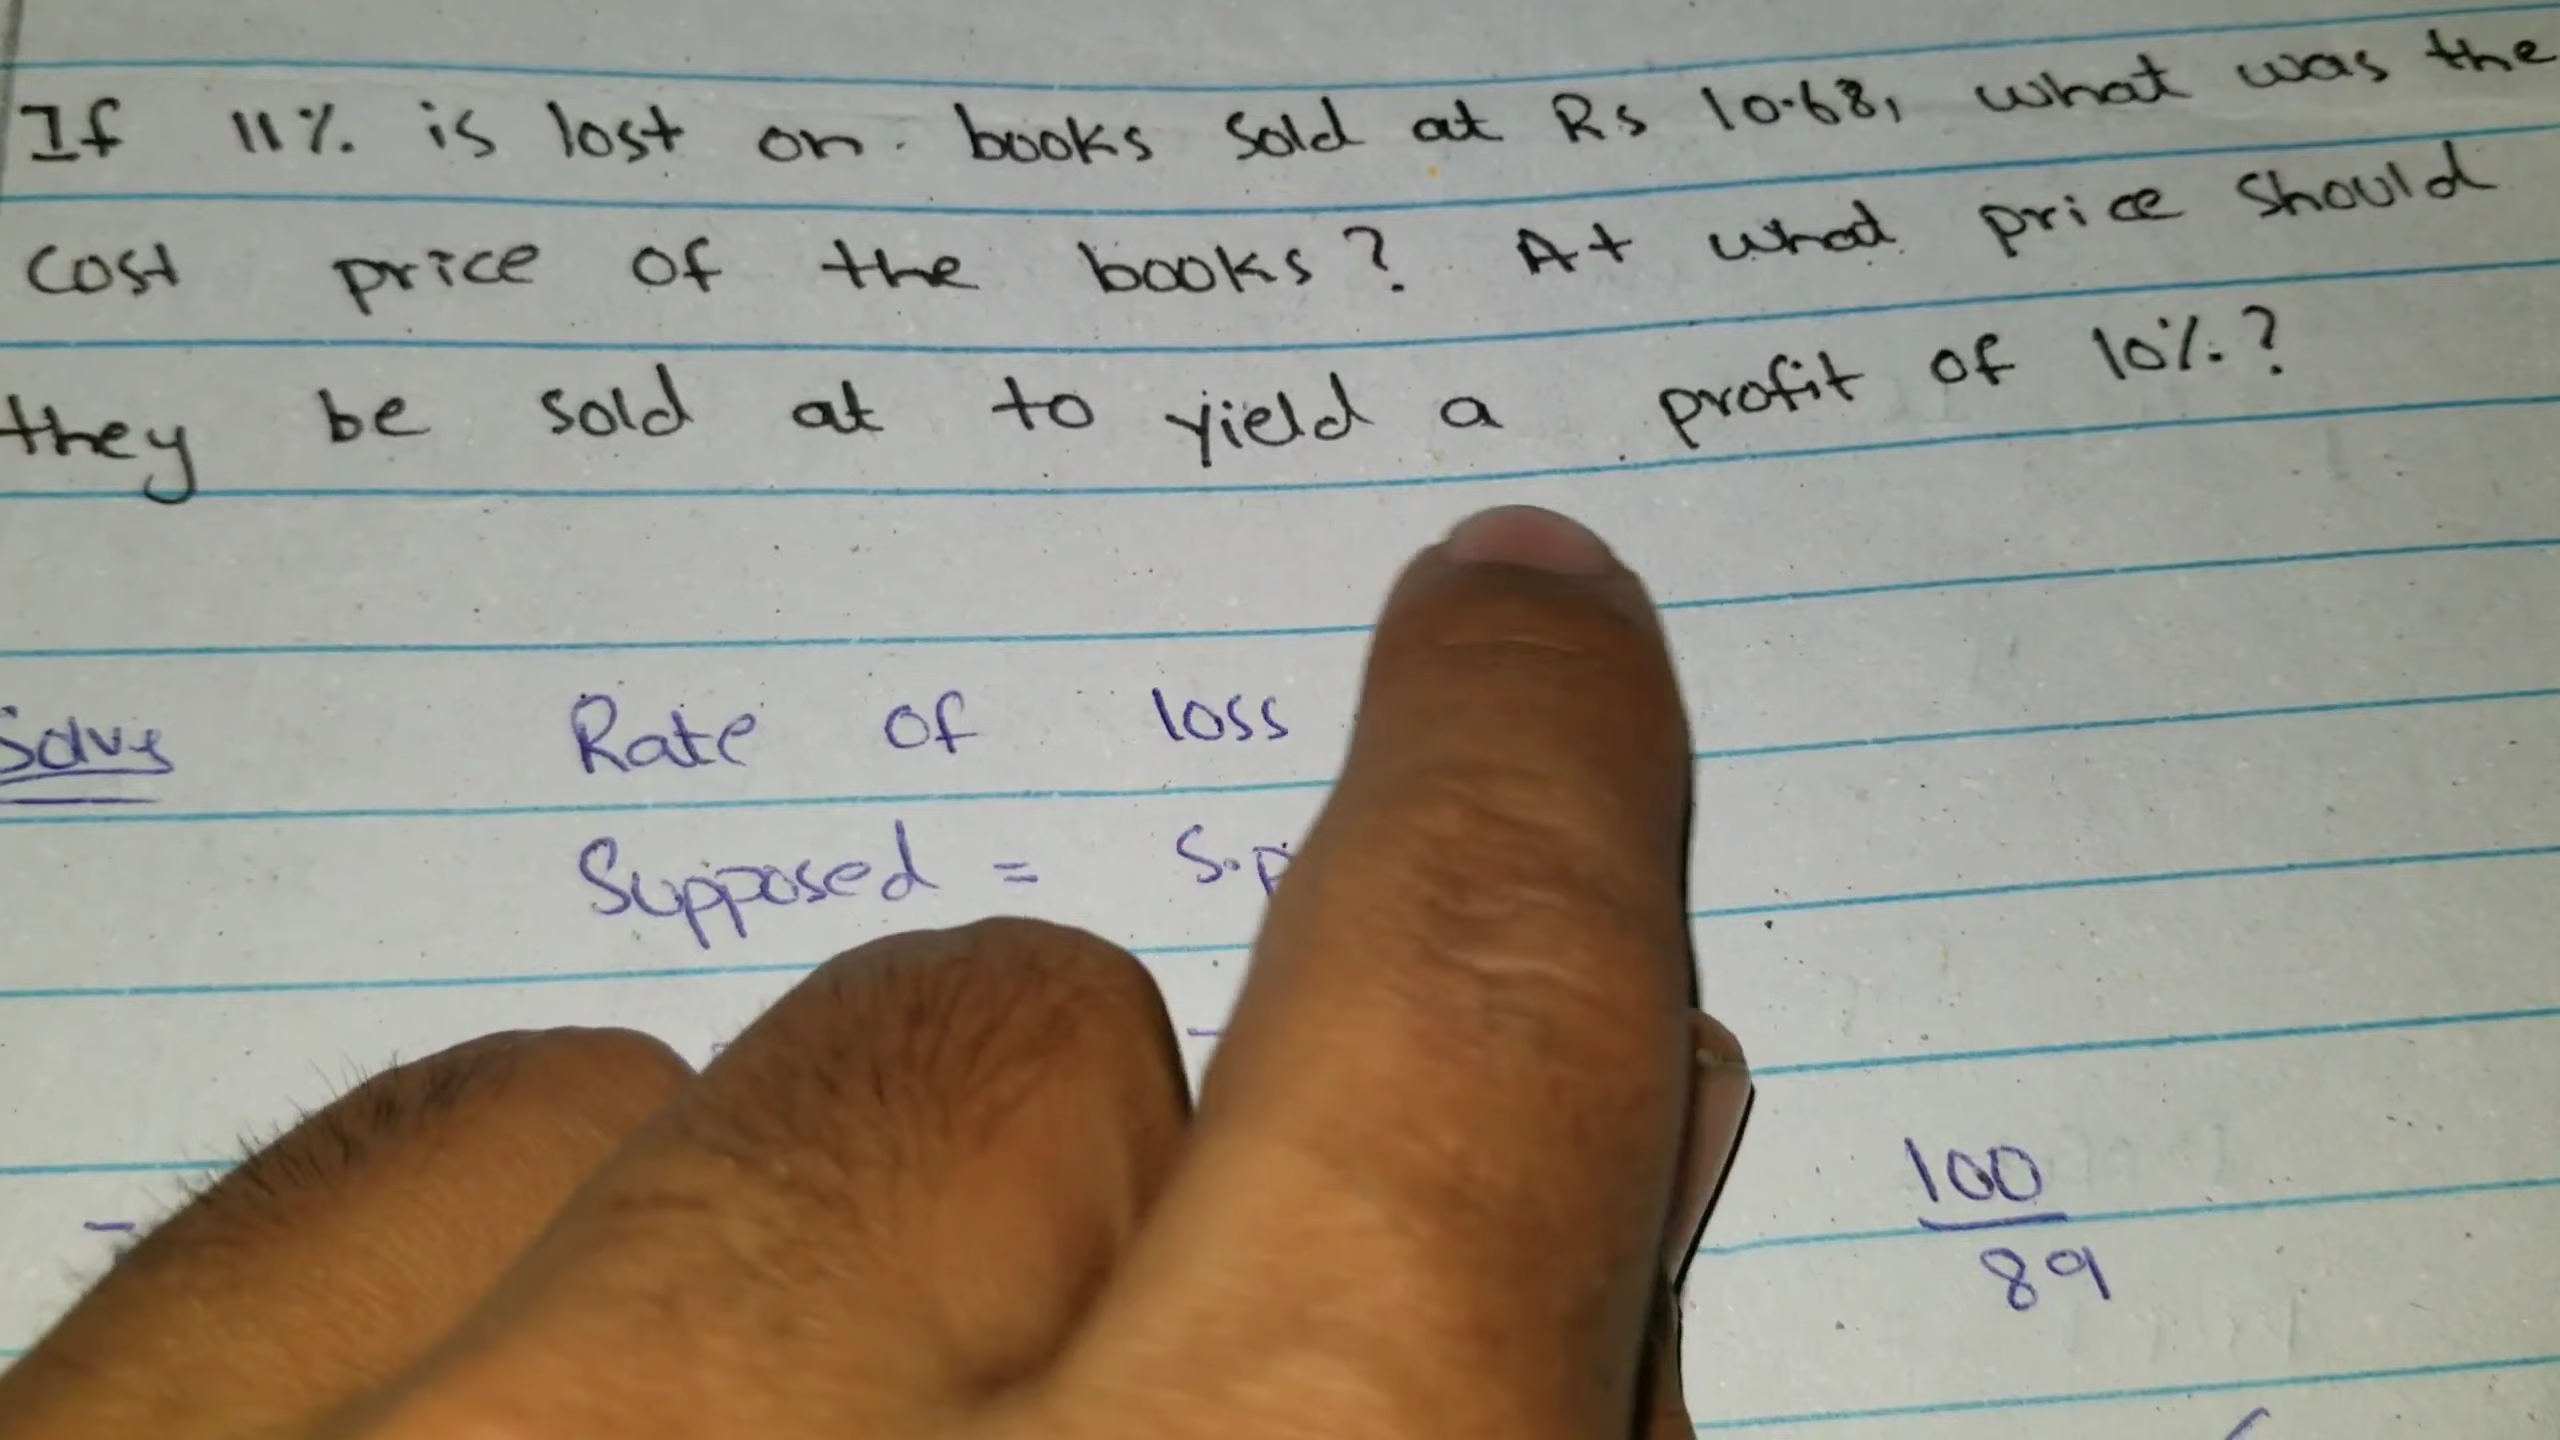 If 11% is lost on books sold at Rs 10.68, what was the
cost price of the books? At what price should
they be sold at to yield a profit of 10%?
Rate of loss
Supposed = S.p
100
89